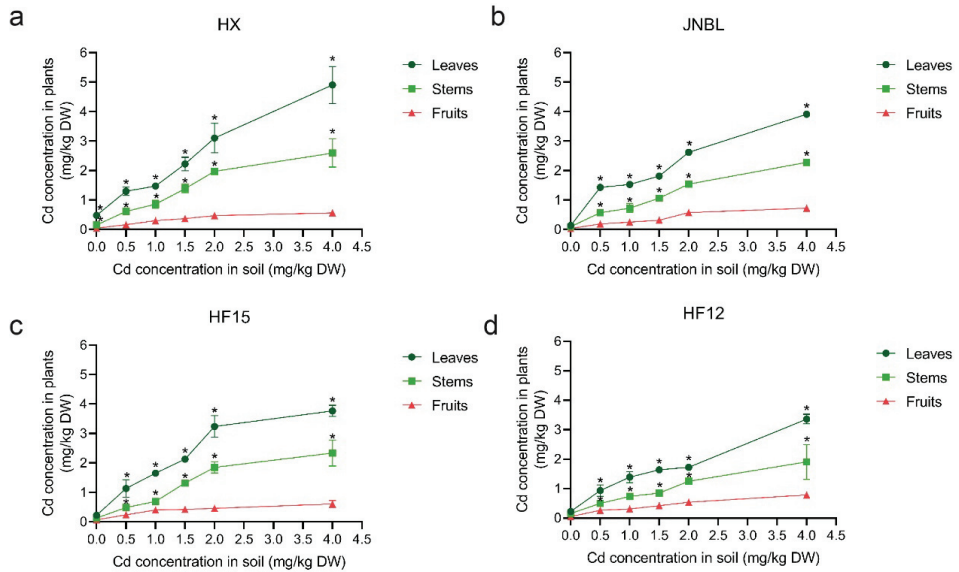 a
HX
Cd concentration in plants
(mg/kg DW)
6
5
4
3
2
1
0
0.0 0.5 1.0 1.5 2.0 2.5 3.0 3.5 4.0 4.5
Cd concentration in soil (mg/kg DW)
Leaves
Stems
Fruits
* * * * * *
* * * * * *
b
JNBL
Cd concentration in plants
(mg/kg DW)
6
5
4
3
2
1
0
0.0 0.5 1.0 1.5 2.0 2.5 3.0 3.5 4.0 4.5
Cd concentration in soil (mg/kg DW)
Leaves
Stems
Fruits
* * * * *
* * * * *
c
HF15
Cd concentration in plants
(mg/kg DW)
6
5
4
3
2
1
0
0.0 0.5 1.0 1.5 2.0 2.5 3.0 3.5 4.0 4.5
Cd concentration in soil (mg/kg DW)
Leaves
Stems
Fruits
* * * * *
* * * * *
d
HF12
Cd concentration in plants
(mg/kg DW)
6
5
4
3
2
1
0
0.0 0.5 1.0 1.5 2.0 2.5 3.0 3.5 4.0 4.5
Cd concentration in soil (mg/kg DW)
Leaves
Stems
Fruits
* * * * *
* * * * *